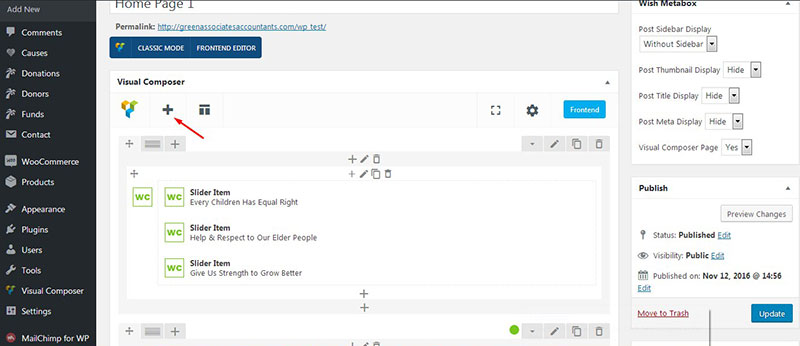 Add New
Comments
Causes
Donations
Donors
Funds
Contact
WooCommerce
Products
Appearance
Plugins
Users
Tools
Visual Composer
Settings
MailChimp for WP
Home Page 1
Permalink: http://greenassociatesaccountants.com/wp_test/
CLASSIC MODE FRONTEND EDITOR
Visual Composer
Frontend
WC WC Slider Item
Every Children Has Equal Right
WC Slider Item
Help & Respect to Our Elder People
WC Slider Item
Give Us Strength to Grow Better
Wish Metabox
Post Sidebar Display
Without Sidebar
Post Thumbnail Display Hide
Post Title Display Hide
Post Meta Display Hide
Visual Composer Page Yes
Publish
Preview Changes
Status: Published Edit
Visibility: Public Edit
Published on: Nov 12, 2016 @ 14:56
Edit
Move to Trash Update